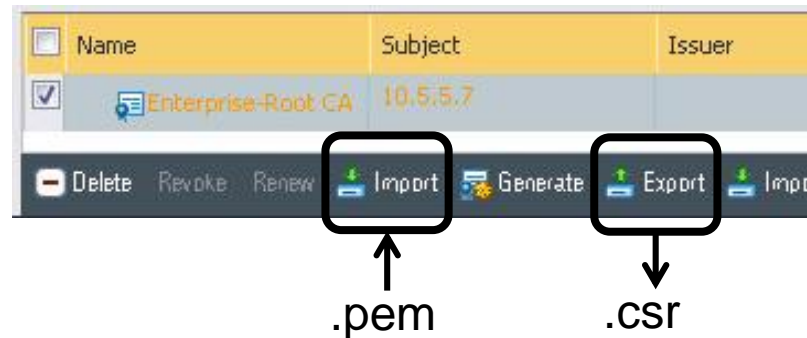 Name Subject Issuer
Enterprise-Root CA 10.5.5.7
Delete Revoke Renew Import Generate Export
.pem .csr